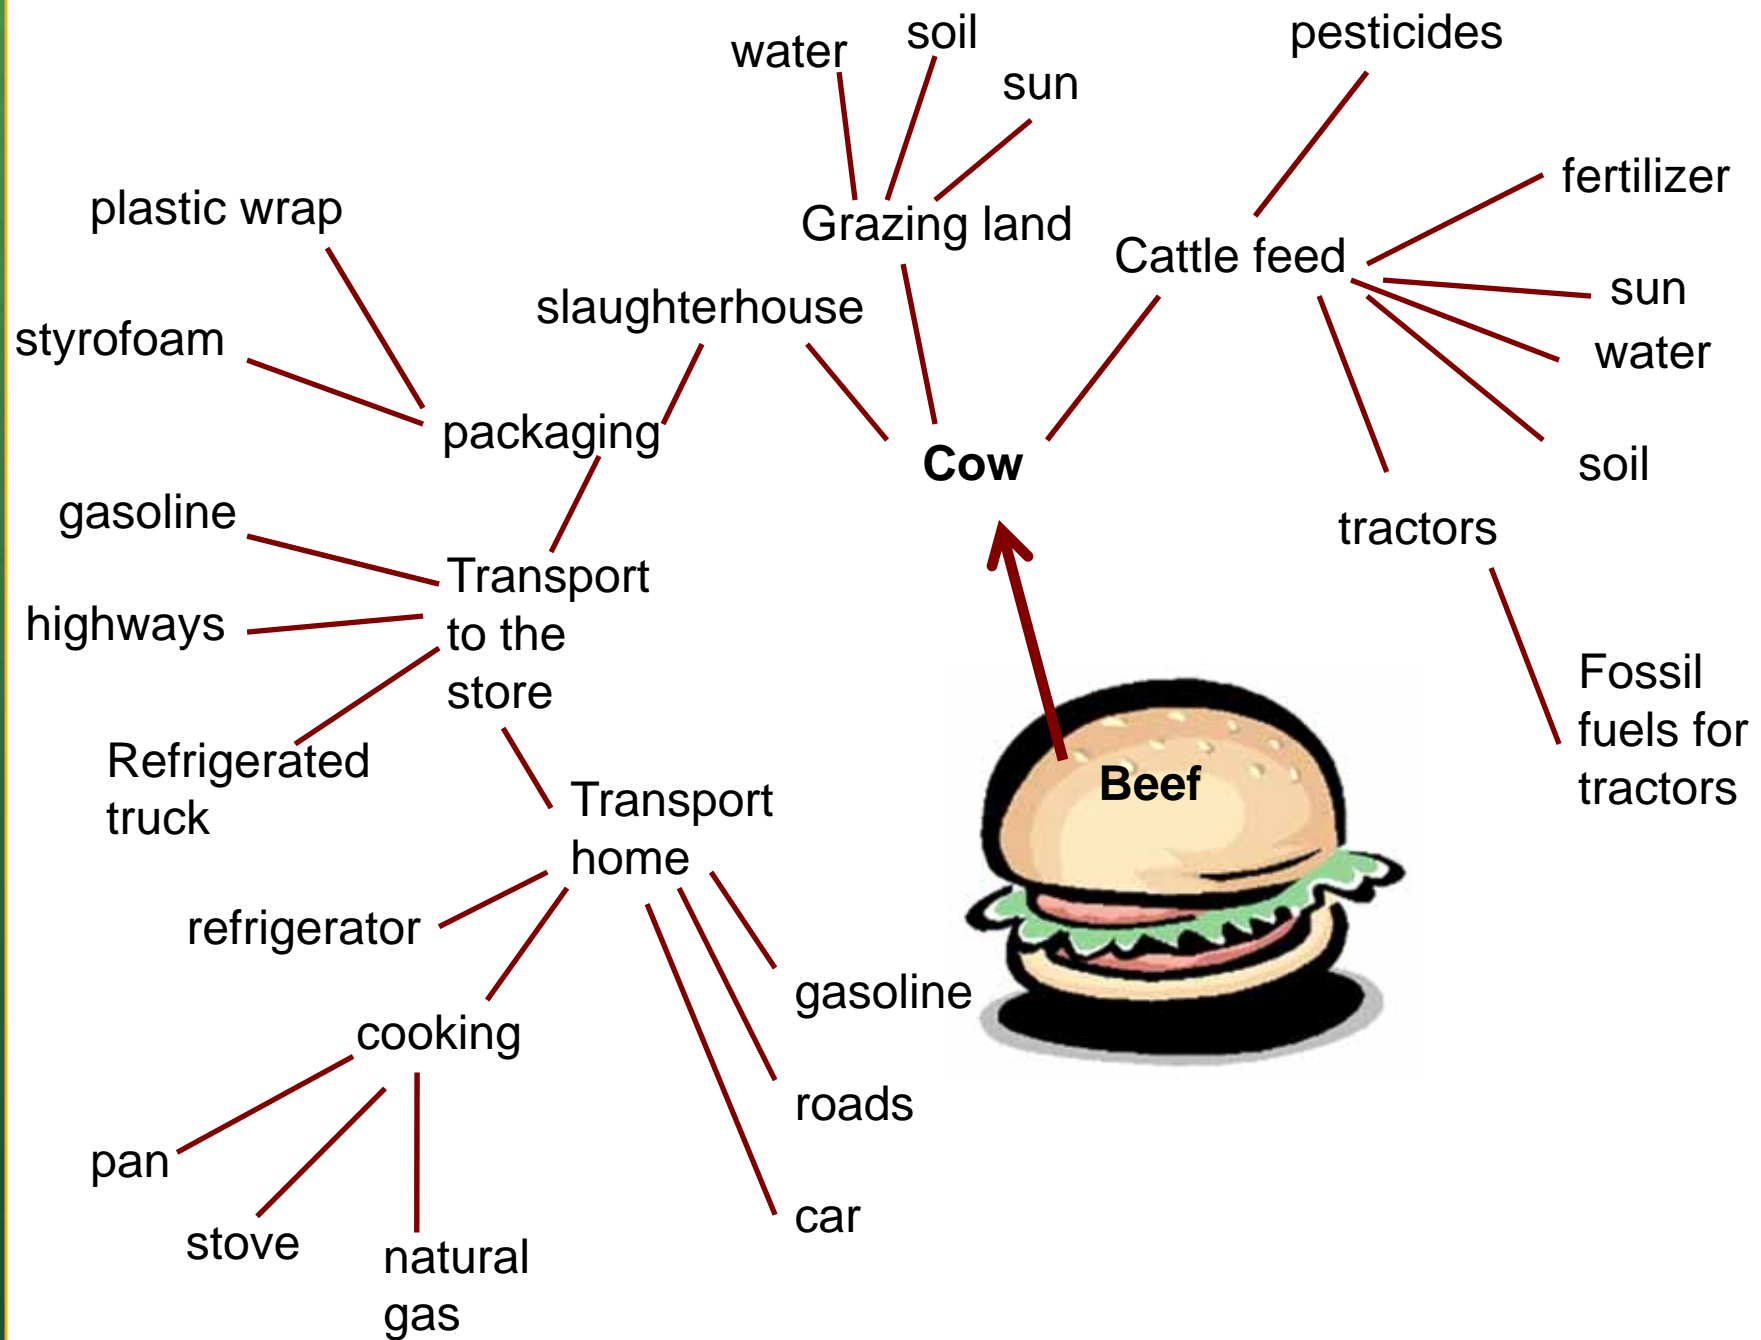 soil
pesticides
water
sun
fertilizer
plastic wrap
Grazing land
Cattle feed
sun
slaughterhouse
styrofoam
water
packaging
Cow
soil
gasoline
tractors
Transport
to the
store
highways
Fossil
fuels for
tractors
Refrigerated
truck
Beef
Transport
home
refrigerator
gasoline
cooking
roads
pan
car
stove
natural
gas